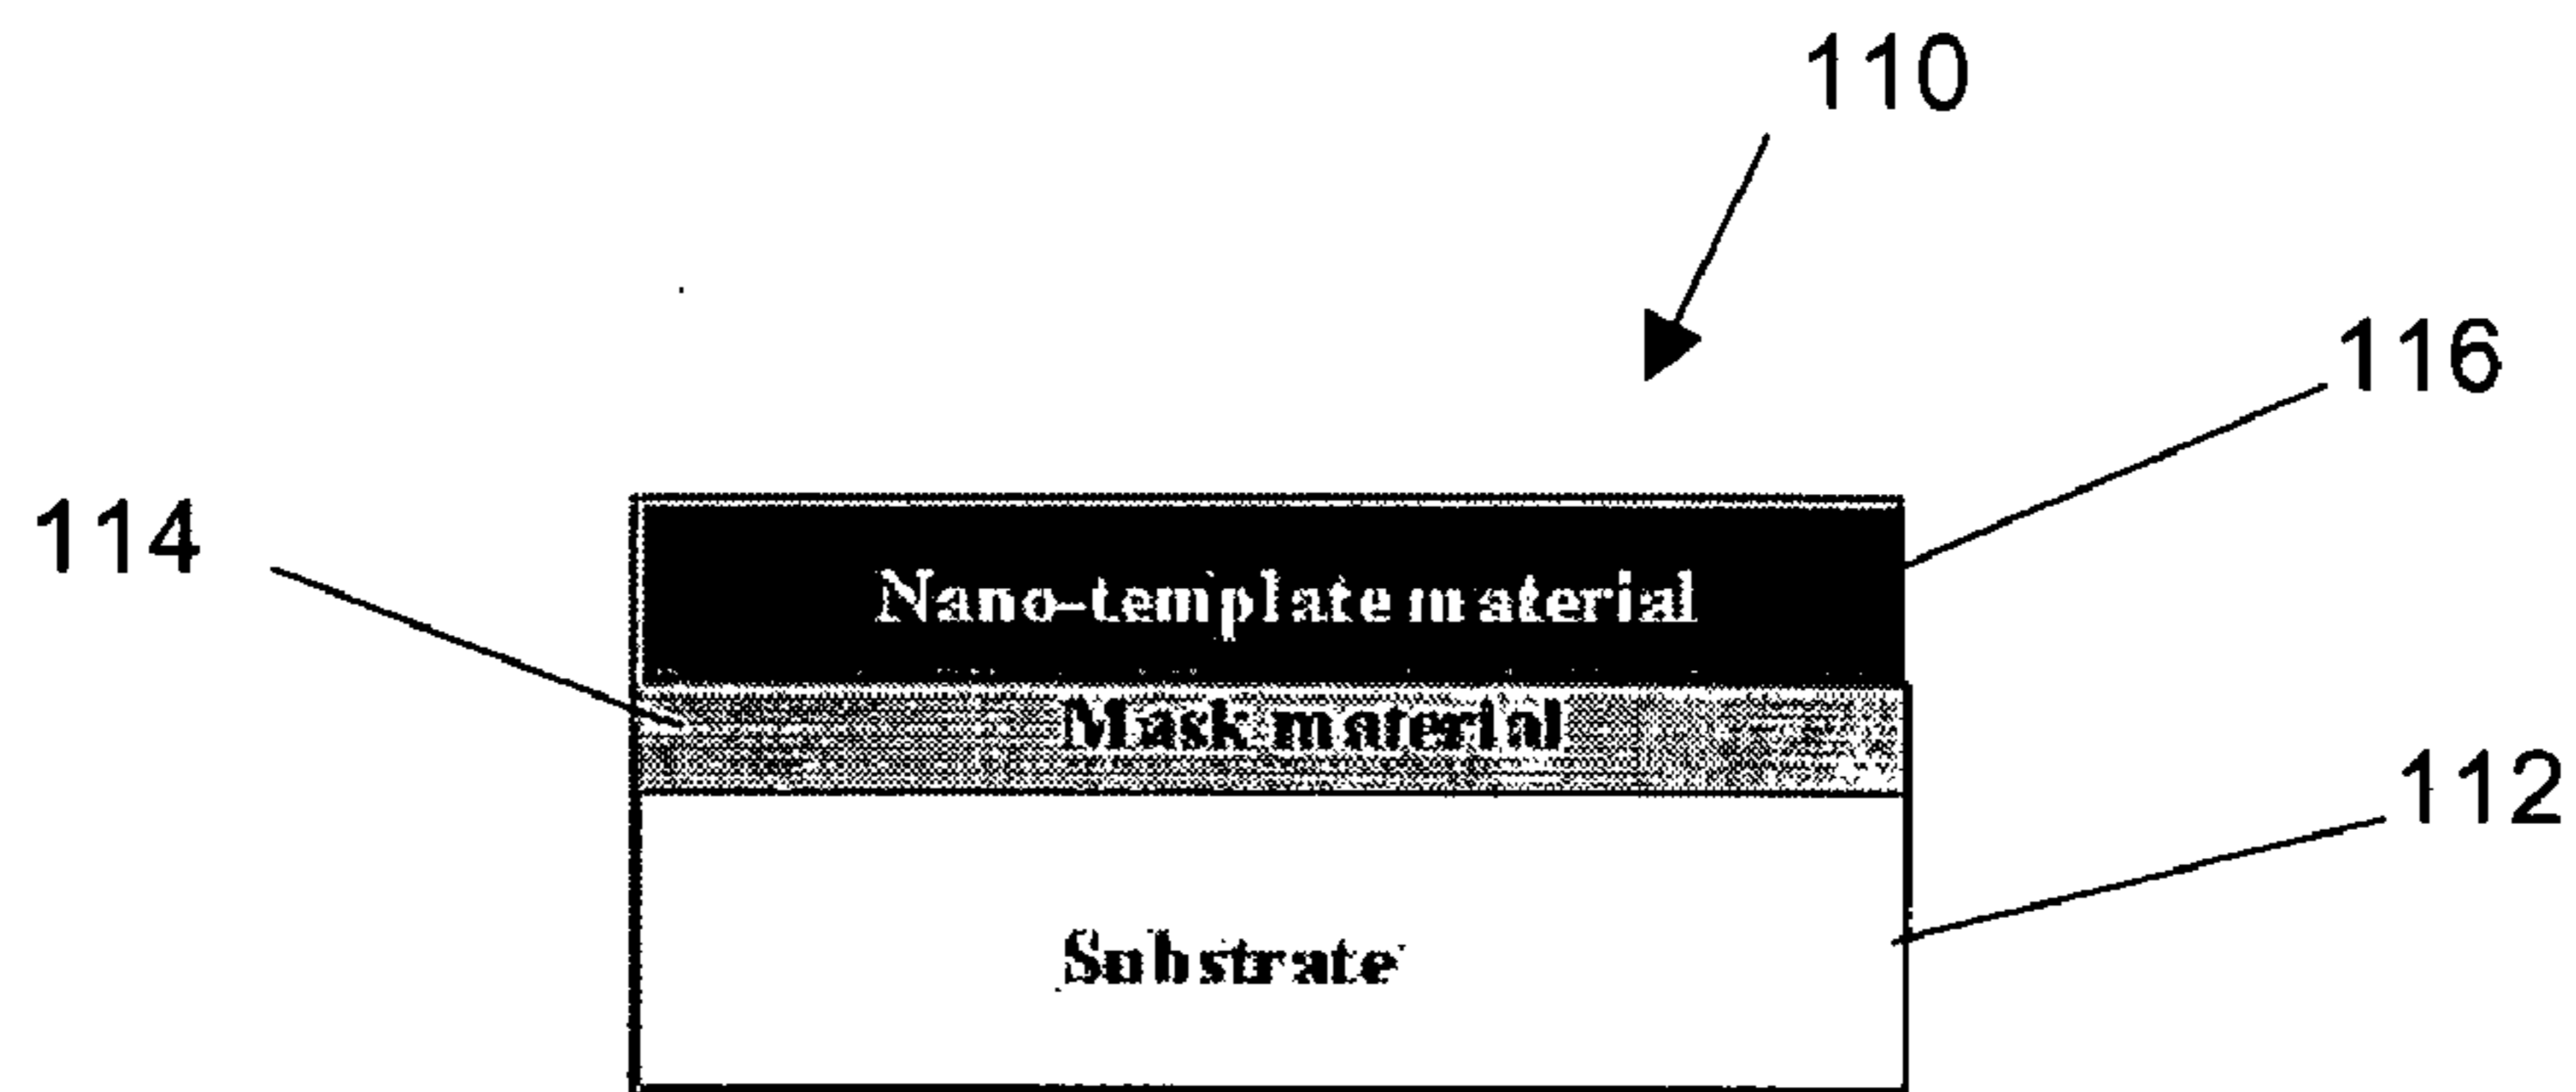 110
116
114
Nano-template material
Mask material
112
Substrate